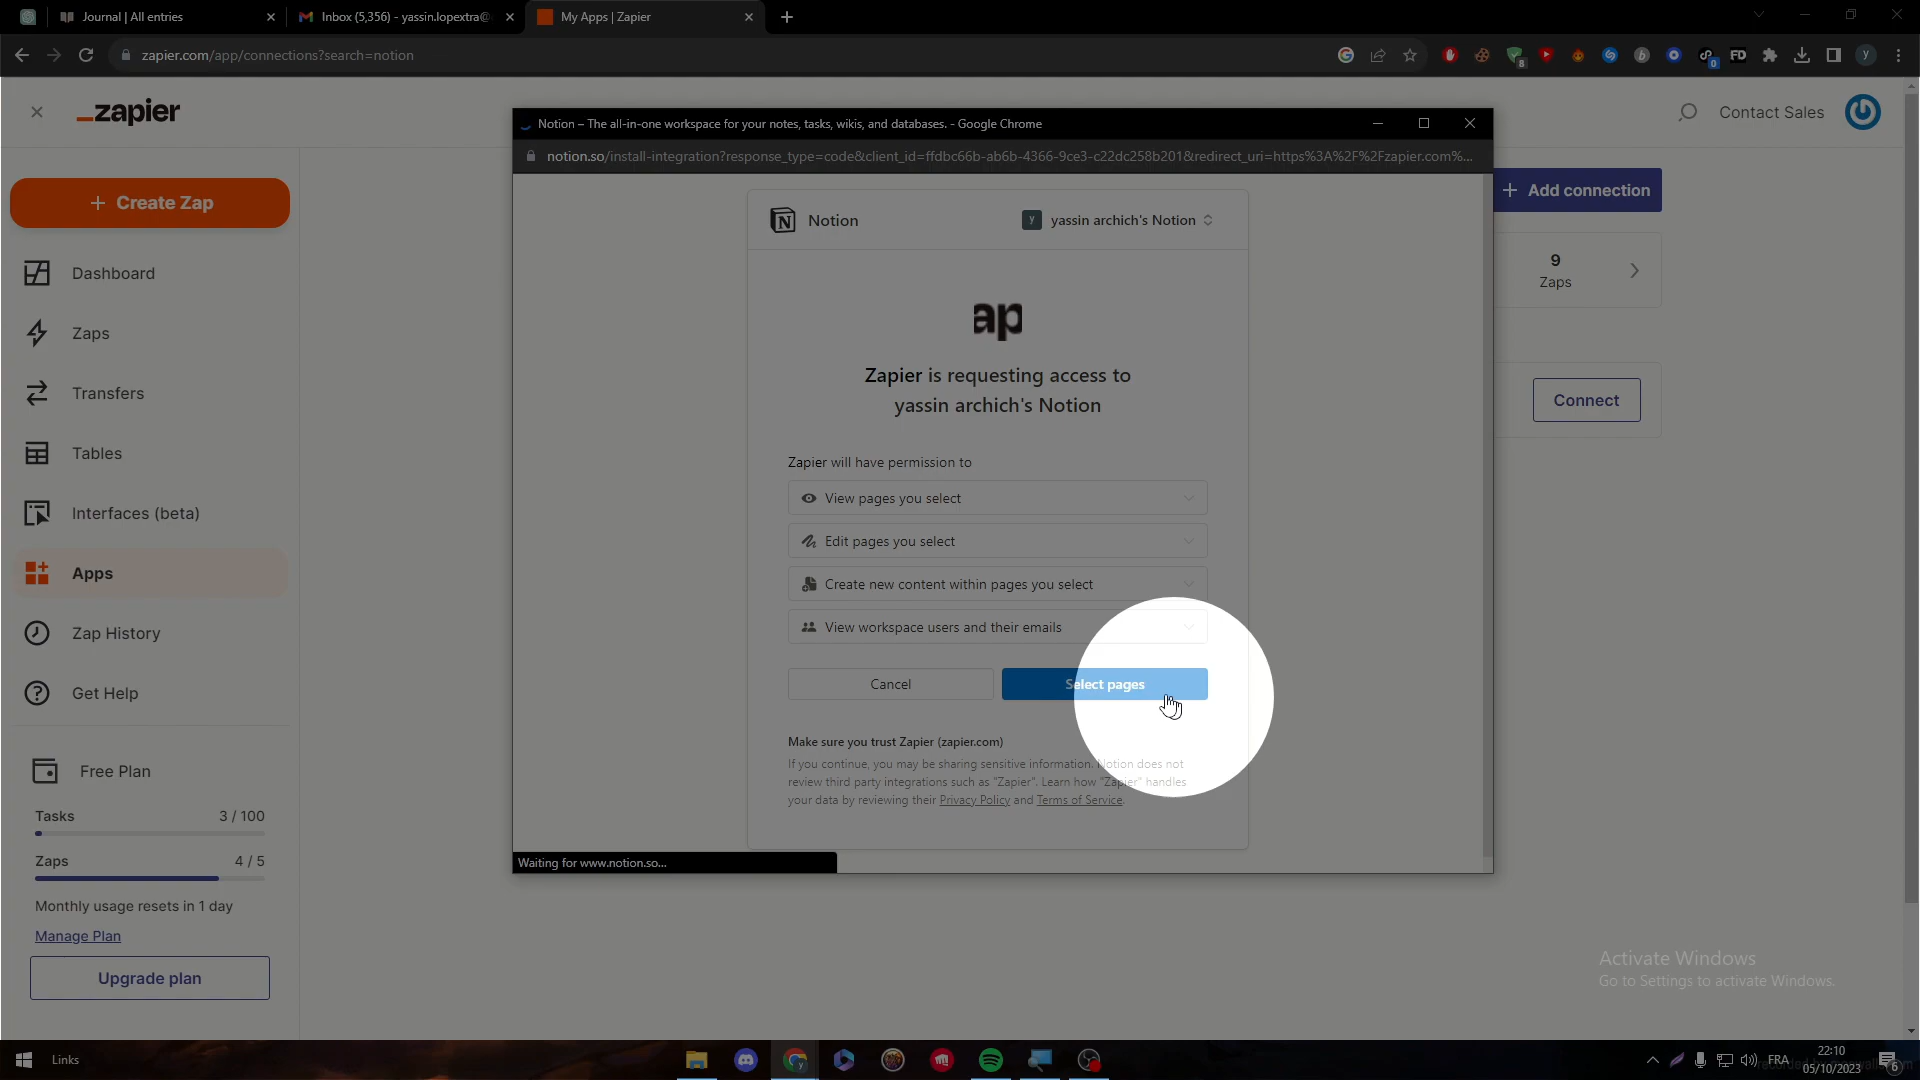 Journal | All entries
Inbox (5,356) - yassin.lopextra@
My Apps | Zapier
zapier.com/app/connections?search=notion
8
0
FD
y
zapier
Contact Sales
Notion – The all-in-one workspace for your notes, tasks, wikis, and databases. - Google Chrome
notion.so/install-integration?response_type=code&client_id=ffdbc66b-ab6b-4366-9ce3-c22dc258b201&redirect_uri=https%3A%2F%2Fzapier.com%...
Create Zap
Dashboard
Zaps
Transfers
Tables
Interfaces (beta)
Apps
Zap History
Get Help
Free Plan
Tasks 3 / 100
Zaps 4 / 5
Monthly usage resets in 1 day
Manage Plan
Upgrade plan
Notion
y yassin archich's Notion
ap
Zapier is requesting access to
yassin archich's Notion
Zapier will have permission to
View pages you select
Edit pages you select
Create new content within pages you select
View workspace users and their emails
Cancel
Select pages
Make sure you trust Zapier (zapier.com)
If you continue, you may be sharing sensitive information. Notion does not
review third party integrations such as "Zapier". Learn how "Zapier" handles
your data by reviewing their Privacy Policy and Terms of Service.
Waiting for www.notion.so...
+ Add connection
9
Zaps
Connect
Activate Windows
Go to Settings to activate Windows.
Links
FRA
22:10
05/10/2023
6